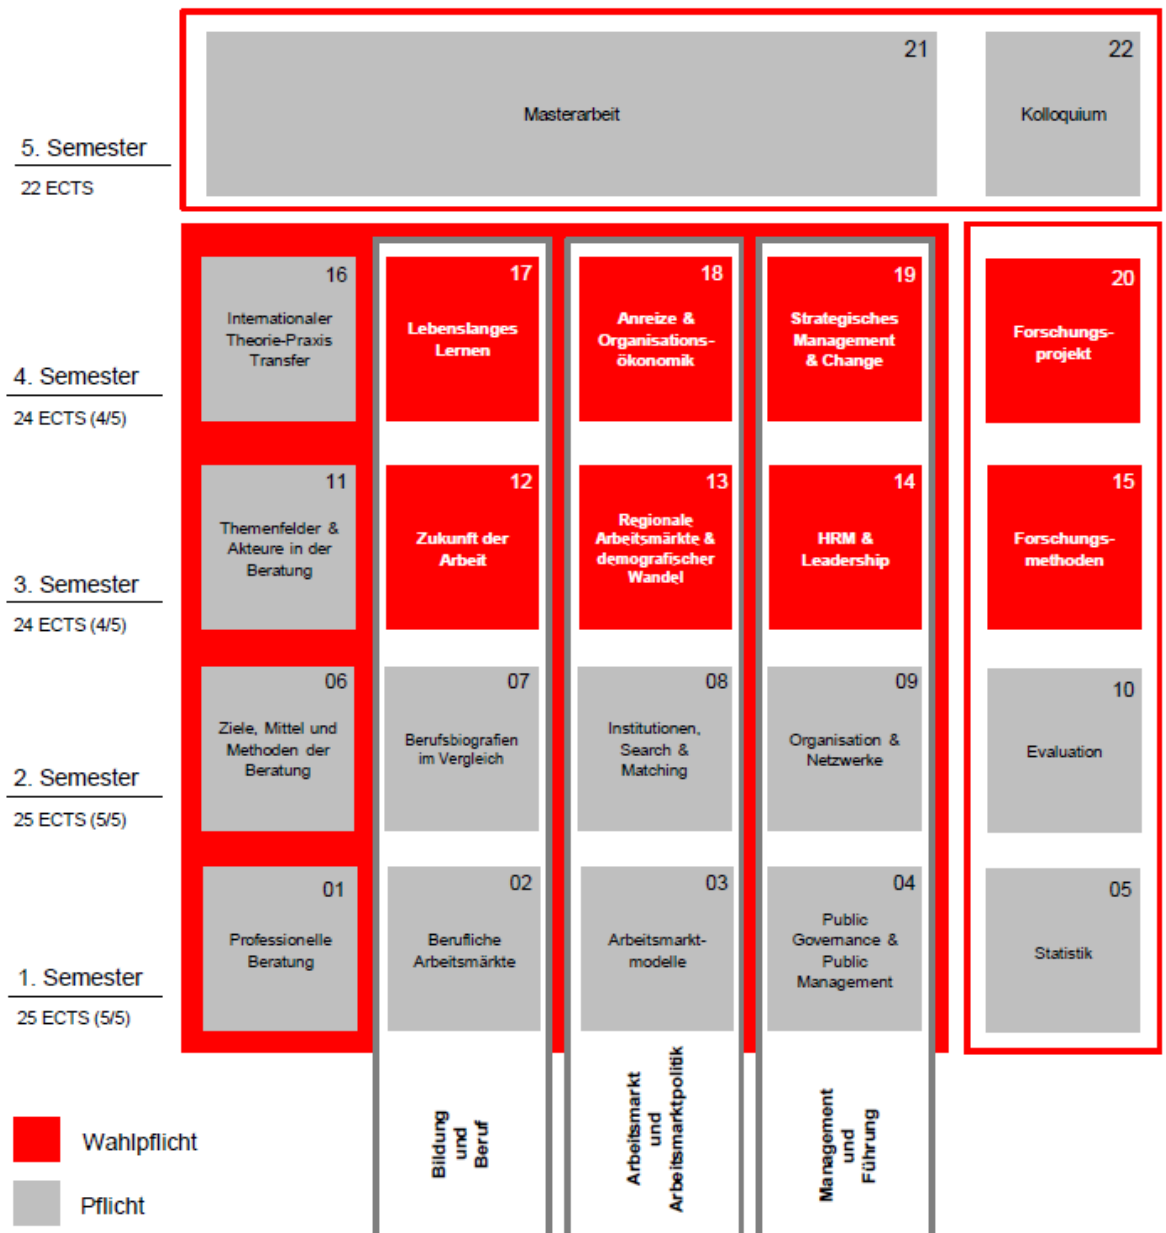 21
Masterarbeit
22
Kolloquium
5. Semester
22 ECTS
16
Internationaler
Theorie-Praxis
Transfer
17
Lebenslanges
Lernen
18
Anreize &
Organisations-
ökonomik
19
Strategisches
Management
& Change
20
Forschungs-
projekt
4. Semester
24 ECTS (4/5)
11
Themenfelder &
Akteure in der
Beratung
12
Zukunft der
Arbeit
13
Regionale
Arbeitsmärkte &
demografischer
Wandel
14
HRM &
Leadership
15
Forschungs-
methoden
3. Semester
24 ECTS (4/5)
06
Ziele, Mittel und
Methoden der
Beratung
07
Berufsbiografien
im Vergleich
08
Institutionen,
Search &
Matching
09
Organisation &
Netzwerke
10
Evaluation
2. Semester
25 ECTS (5/5)
01
Professionelle
Beratung
02
Berufliche
Arbeitsmärkte
03
Arbeitsmarkt-
modelle
04
Public
Governance &
Public
Management
05
Statistik
1. Semester
25 ECTS (5/5)
Bildung
und
Beruf
Arbeitsmarkt
und
Arbeitsmarktpolitik
Management
und
Führung
Wahlpflicht
Pflicht